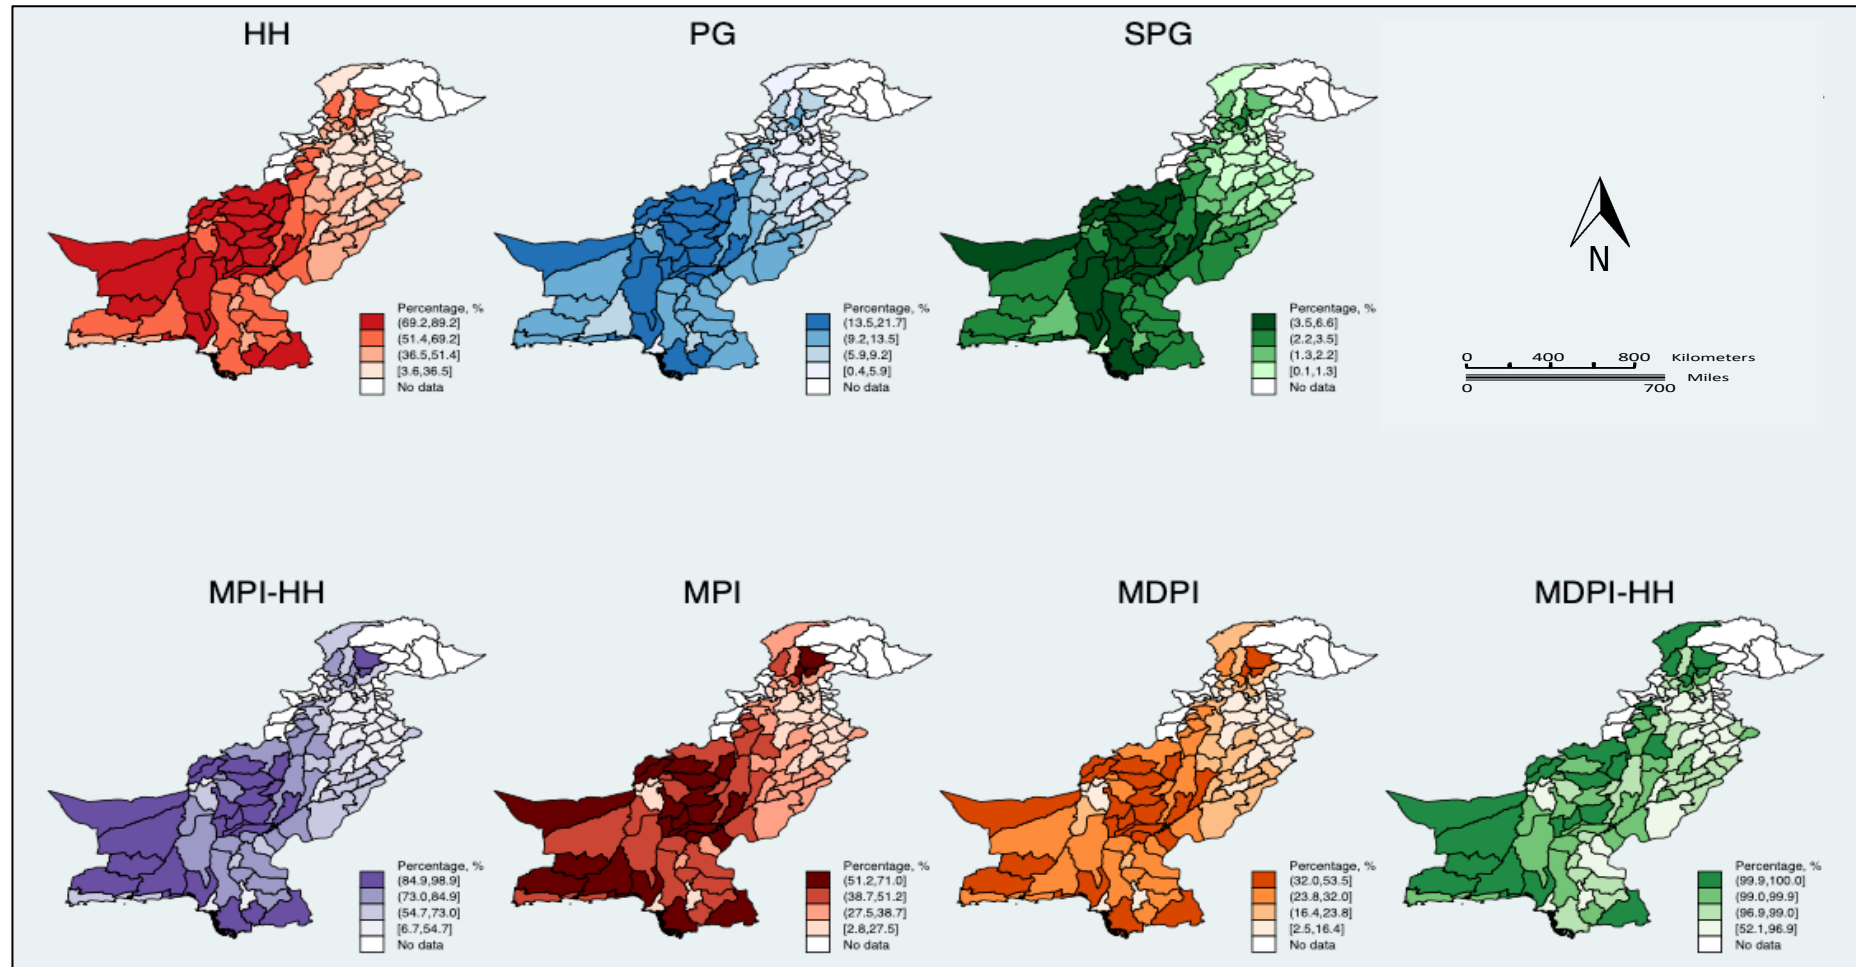 HH
PG
SPG
Percentage, %
(69.2,89.2]
(51.4,69.2]
(36.5,51.4]
[3.6,36.5]
No data
Percentage, %
(13.5,21.7]
(9.2,13.5]
(5.9,9.2]
[0.4,5.9]
No data
Percentage, %
(3.5,6.6]
(2.2,3.5]
(1.3,2.2]
[0.1,1.3]
No data
N
0 400 800 Kilometers
Miles
0 700
MPI-HH
MPI
MDPI
MDPI-HH
Percentage, %
(84.9,98.9]
(73.0,84.9]
(54.7,73.0]
[6.7,54.7]
No data
Percentage, %
(51.2,71.0]
(38.7,51.2]
(27.5,38.7]
[2.8,27.5]
No data
Percentage, %
(32.0,53.5]
(23.8,32.0]
(16.4,23.8]
[2.5,16.4]
No data
Percentage, %
(99.9,100.0]
(99.0,99.9]
(96.9,99.0]
[52.1,96.9]
No data